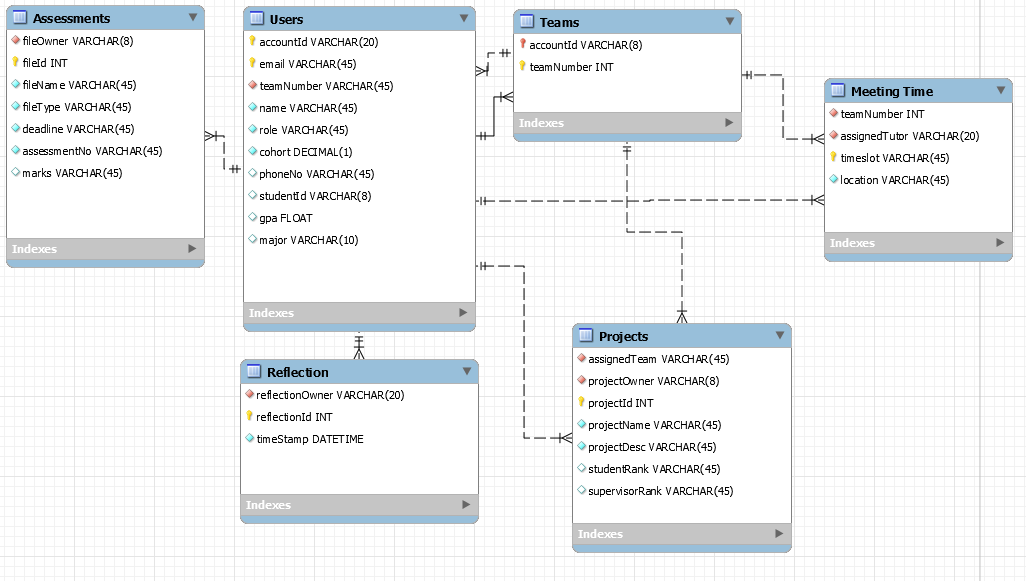 Assessments
fileOwner VARCHAR(8)
fileId INT
fileName VARCHAR(45)
fileType VARCHAR(45)
deadline VARCHAR(45)
assessmentNo VARCHAR(45)
marks VARCHAR(45)
Indexes
Users
accountId VARCHAR(20)
email VARCHAR(45)
teamNumber VARCHAR(45)
name VARCHAR(45)
role VARCHAR(45)
cohort DECIMAL(1)
phoneNo VARCHAR(45)
studentId VARCHAR(8)
gpa FLOAT
major VARCHAR(10)
Indexes
Teams
accountId VARCHAR(8)
teamNumber INT
Indexes
Meeting Time
teamNumber INT
assignedTutor VARCHAR(20)
timeslot VARCHAR(45)
location VARCHAR(45)
Indexes
Reflection
reflectionOwner VARCHAR(20)
reflectionId INT
timeStamp DATETIME
Indexes
Projects
assignedTeam VARCHAR(45)
projectOwner VARCHAR(8)
projectId INT
projectName VARCHAR(45)
projectDesc VARCHAR(45)
studentRank VARCHAR(45)
supervisorRank VARCHAR(45)
Indexes